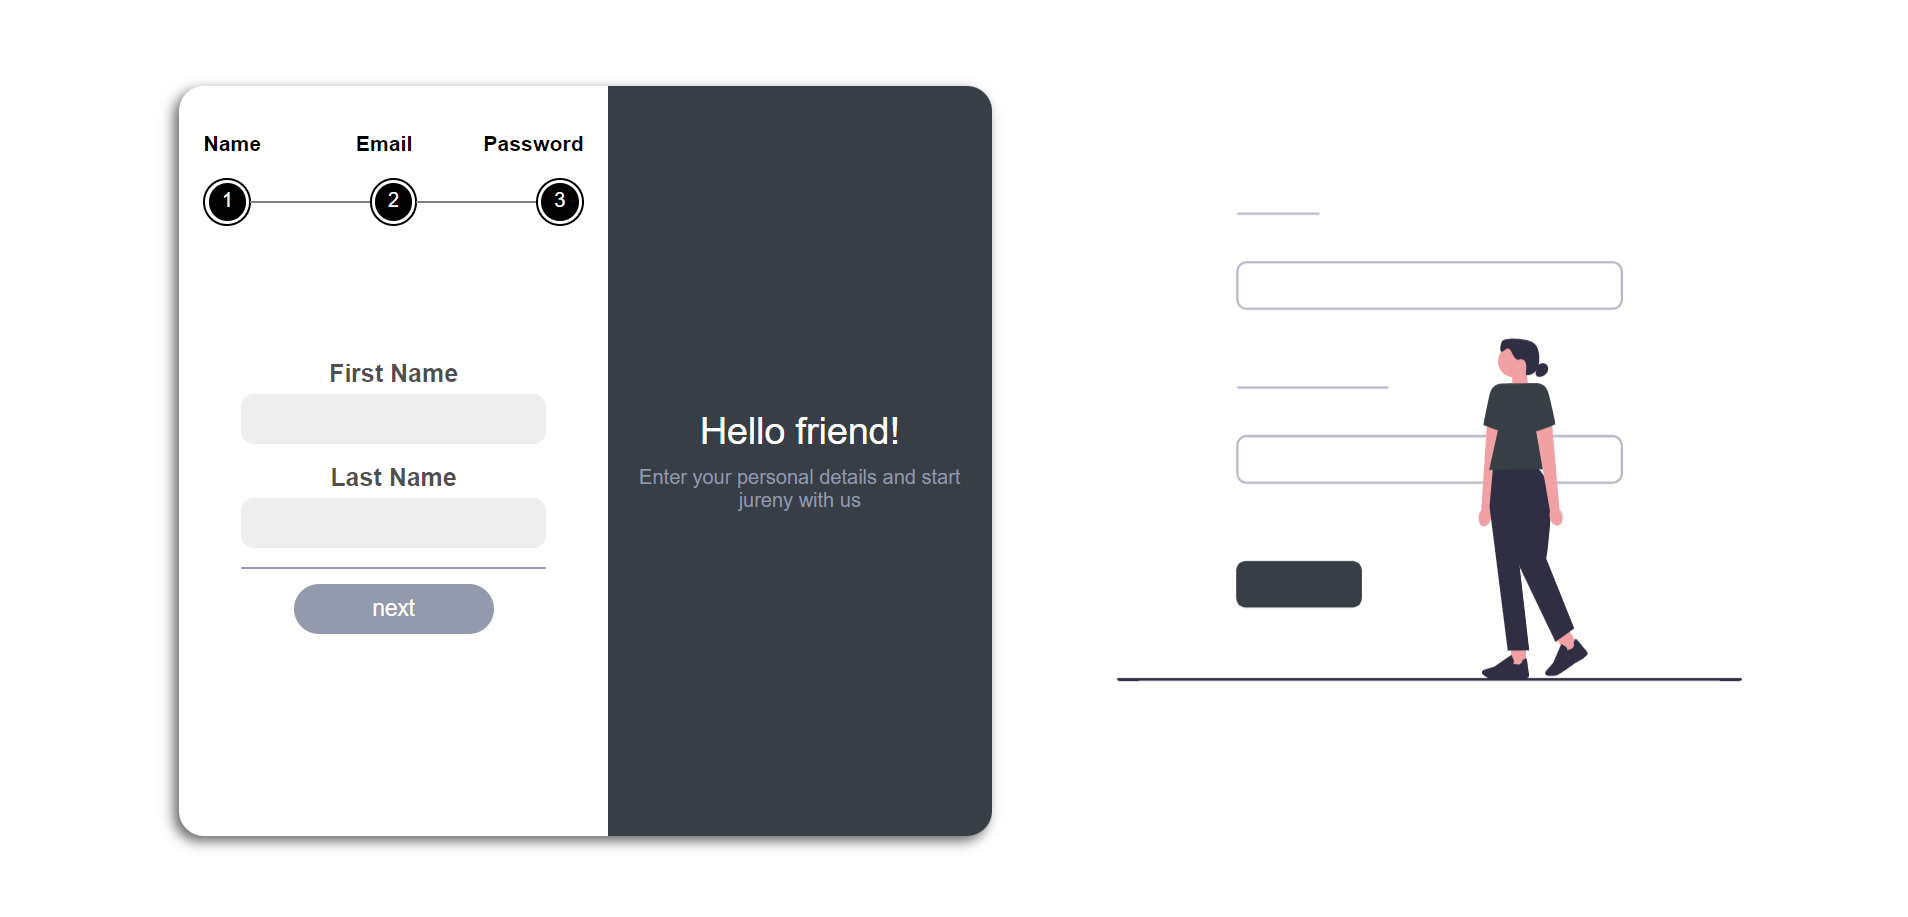 Name Email Password
1 2 3
First Name
Last Name
next
Hello friend!
Enter your personal details and start
jureny with us